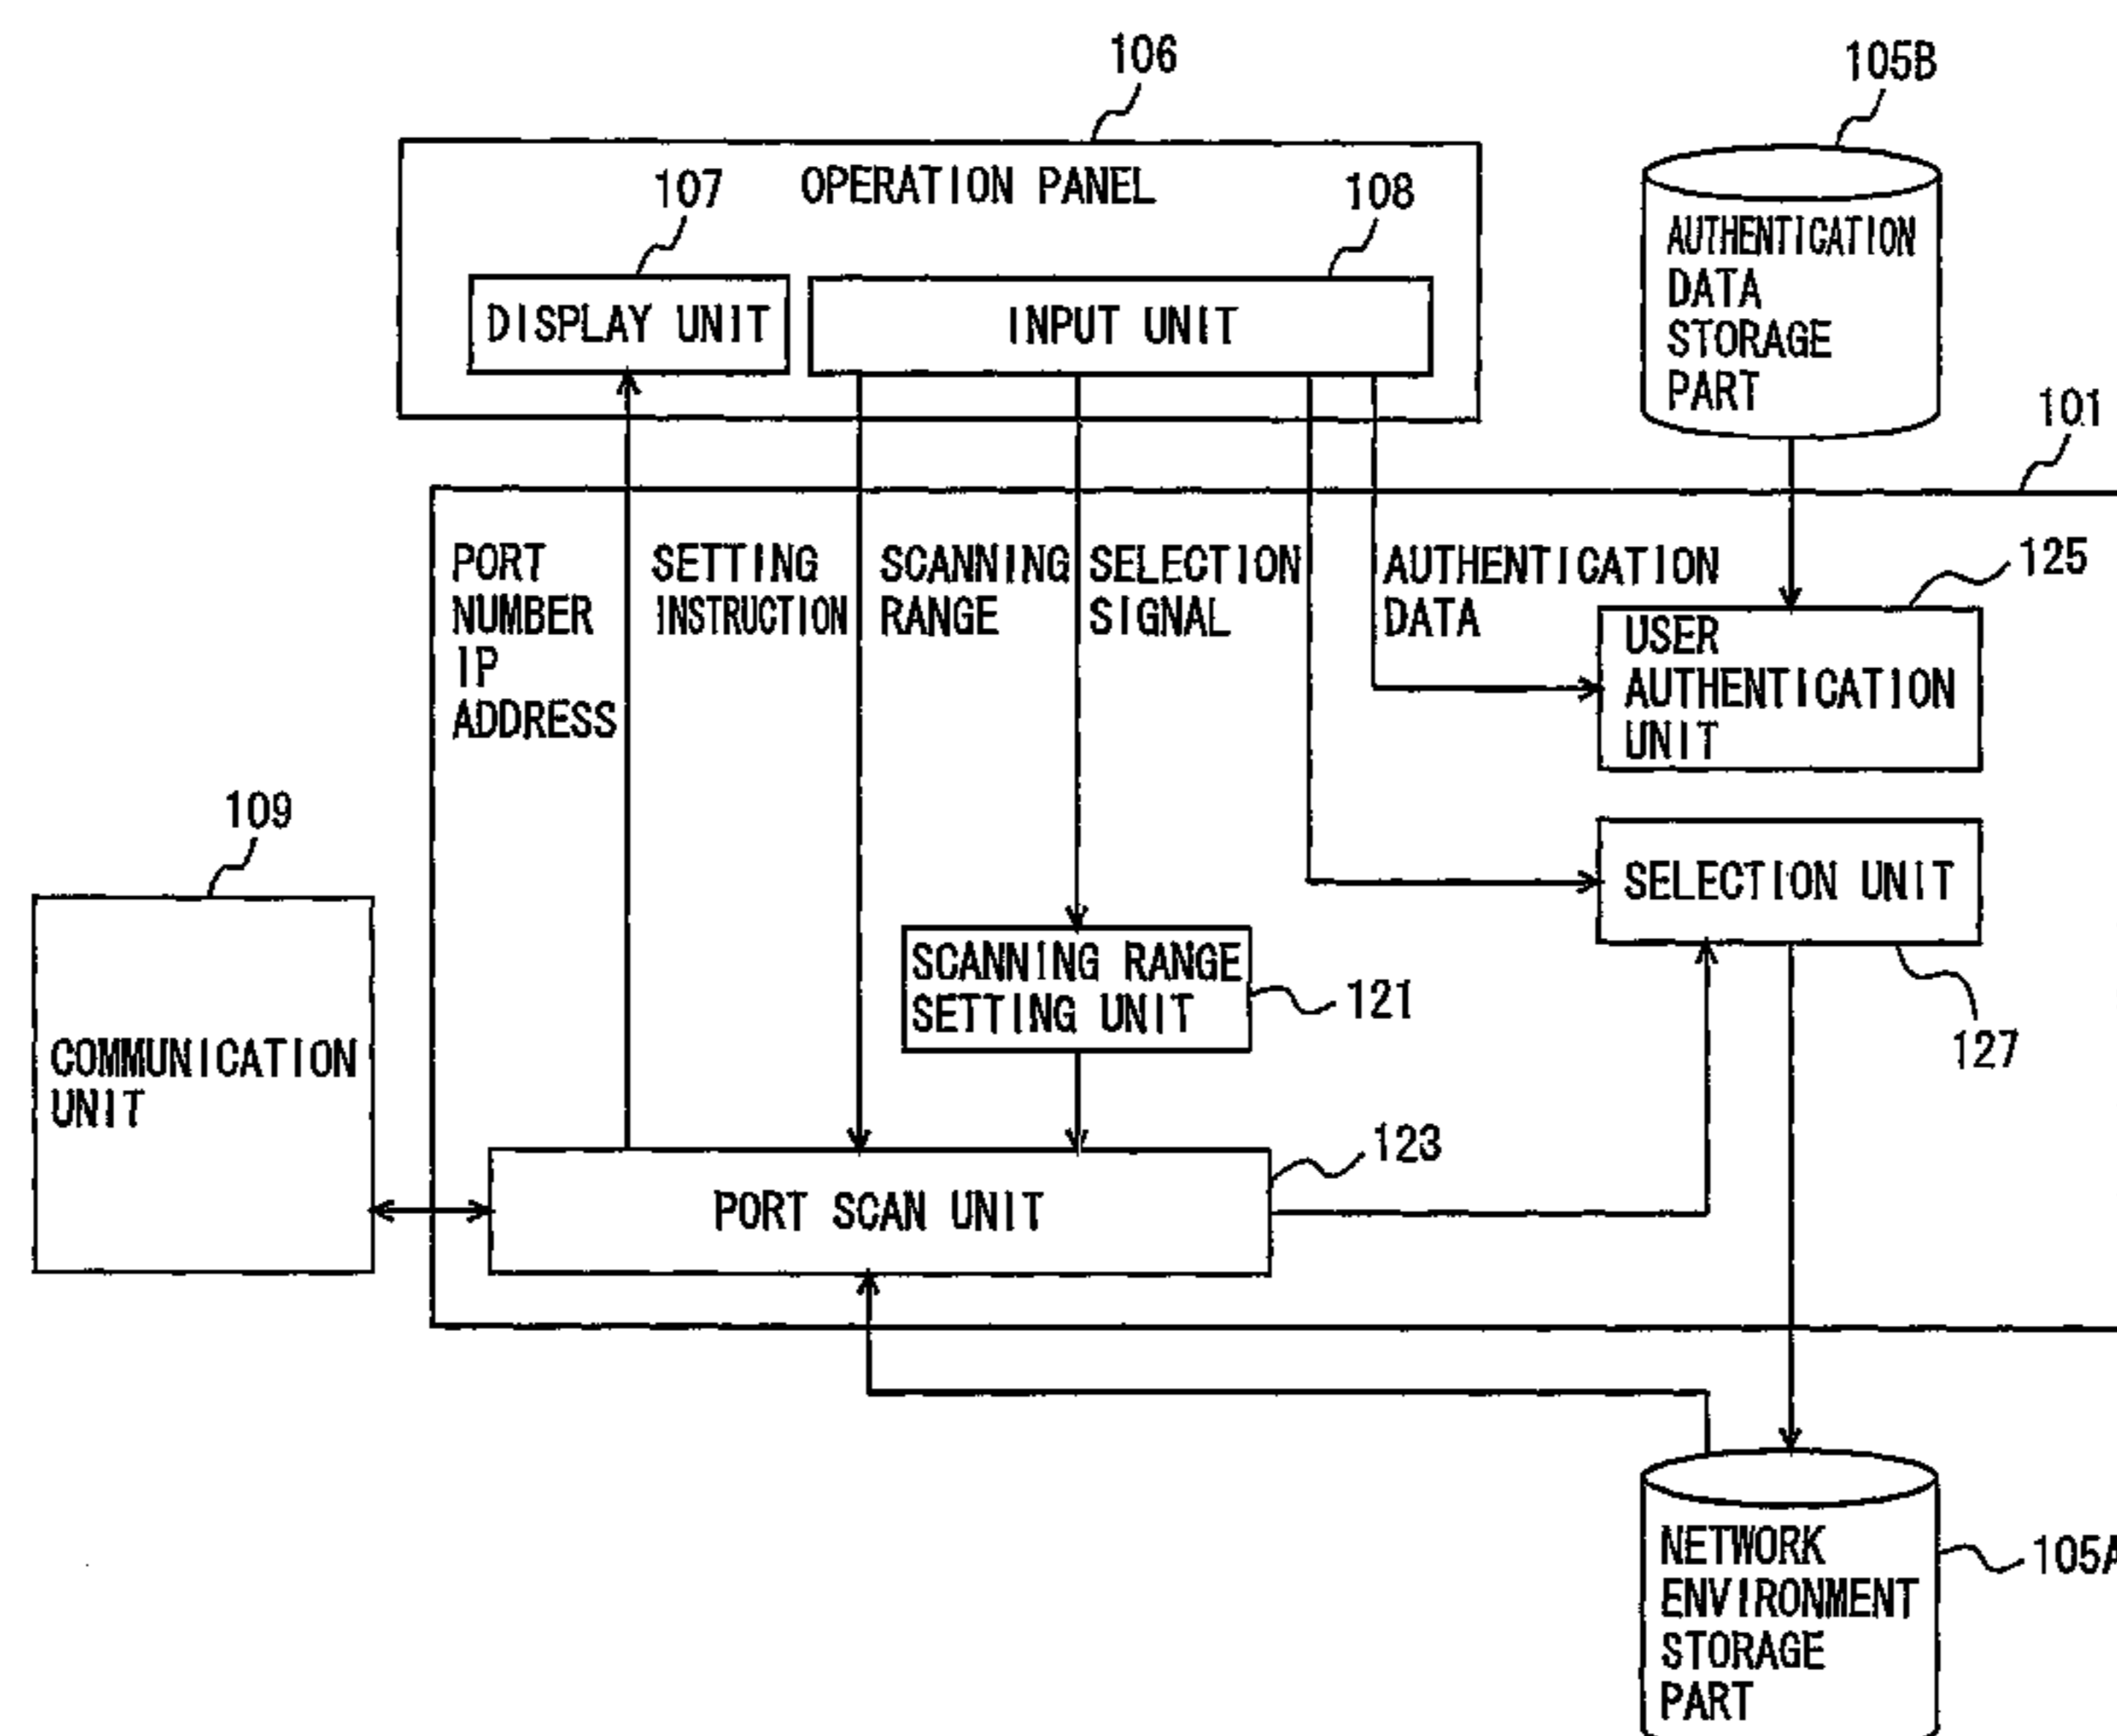 106
105B
OPERATION PANEL
107
108
DISPLAY UNIT
INPUT UNIT
AUTHENTICATION
DATA
STORAGE
PART
101
PORT
NUMBER
IP
ADDRESS
SETTING
INSTRUCTION
SCANNING
RANGE
SELECTION
SIGNAL
AUTHENTICATION
DATA
125
USER
AUTHENTICATION
UNIT
109
SELECTION UNIT
127
COMMUNICATION
UNIT
SCANNING RANGE
SETTING UNIT
121
123
PORT SCAN UNIT
NETWORK
ENVIRONMENT
STORAGE
PART
105A